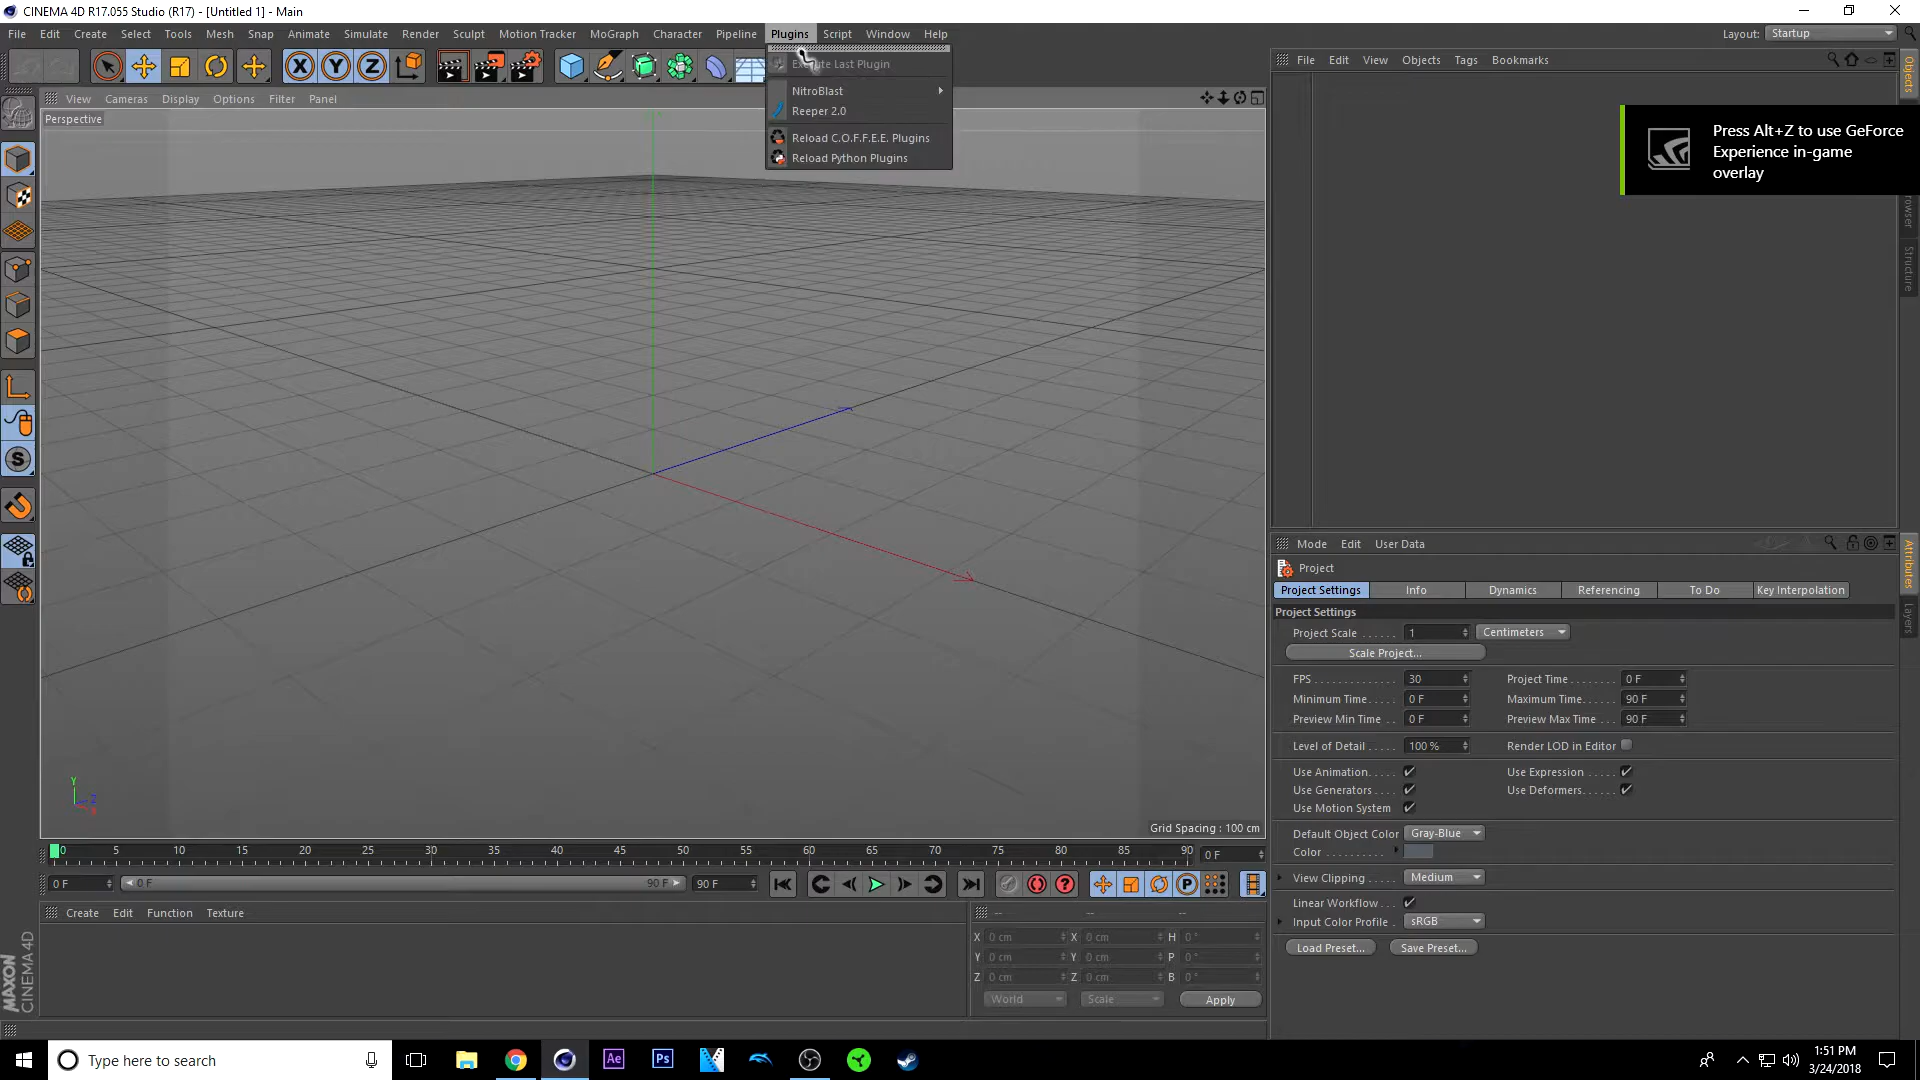 CINEMA 4D R17.055 Studio (R17) - [Untitled 1] - Main
File Edit Create Select Tools Mesh Snap Animate Simulate Render Sculpt Motion Tracker MoGraph Character Pipeline Plugins Script Window Help
Layout: Startup
Execute Last Plugin
NitroBlast
Reeper 2.0
Reload C.O.F.F.E.E. Plugins
Reload Python Plugins
View Cameras Display Options Filter Panel
Perspective
File Edit View Objects Tags Bookmarks
Press Alt+Z to use GeForce
Experience in-game
overlay
Objects
Structure
Mode Edit User Data
Project
Project Settings Info Dynamics Referencing To Do Key Interpolation
Project Settings
Project Scale . . . . . . 1 Centimeters
Scale Project...
FPS . . . . . . . . . . . . . . 30 Project Time . . . . . . . . 0 F
Minimum Time. . . . . 0 F Maximum Time. . . . . . 90 F
Preview Min Time . . 0 F Preview Max Time . . . 90 F
Level of Detail . . . . . 100 % Render LOD in Editor
Use Animation. . . . . Use Expression . . . . .
Use Generators . . . . Use Deformers. . . . . .
Use Motion System
Default Object Color Gray-Blue
Color . . . . . . . . . .
View Clipping . . . . . Medium
Linear Workflow . . .
Input Color Profile . sRGB
Load Preset... Save Preset...
Attributes
Layers
Y
Z
X
Grid Spacing : 100 cm
0 5 10 15 20 25 30 35 40 45 50 55 60 65 70 75 80 85 90 0 F
0 F 0 F 90 F 90 F
Create Edit Function Texture
-- -- --
X 0 cm X 0 cm H 0 °
Y 0 cm Y 0 cm P 0 °
Z 0 cm Z 0 cm B 0 °
World Scale Apply
MAXON
CINEMA 4D
Type here to search
Ae
Ps
1:51 PM
3/24/2018